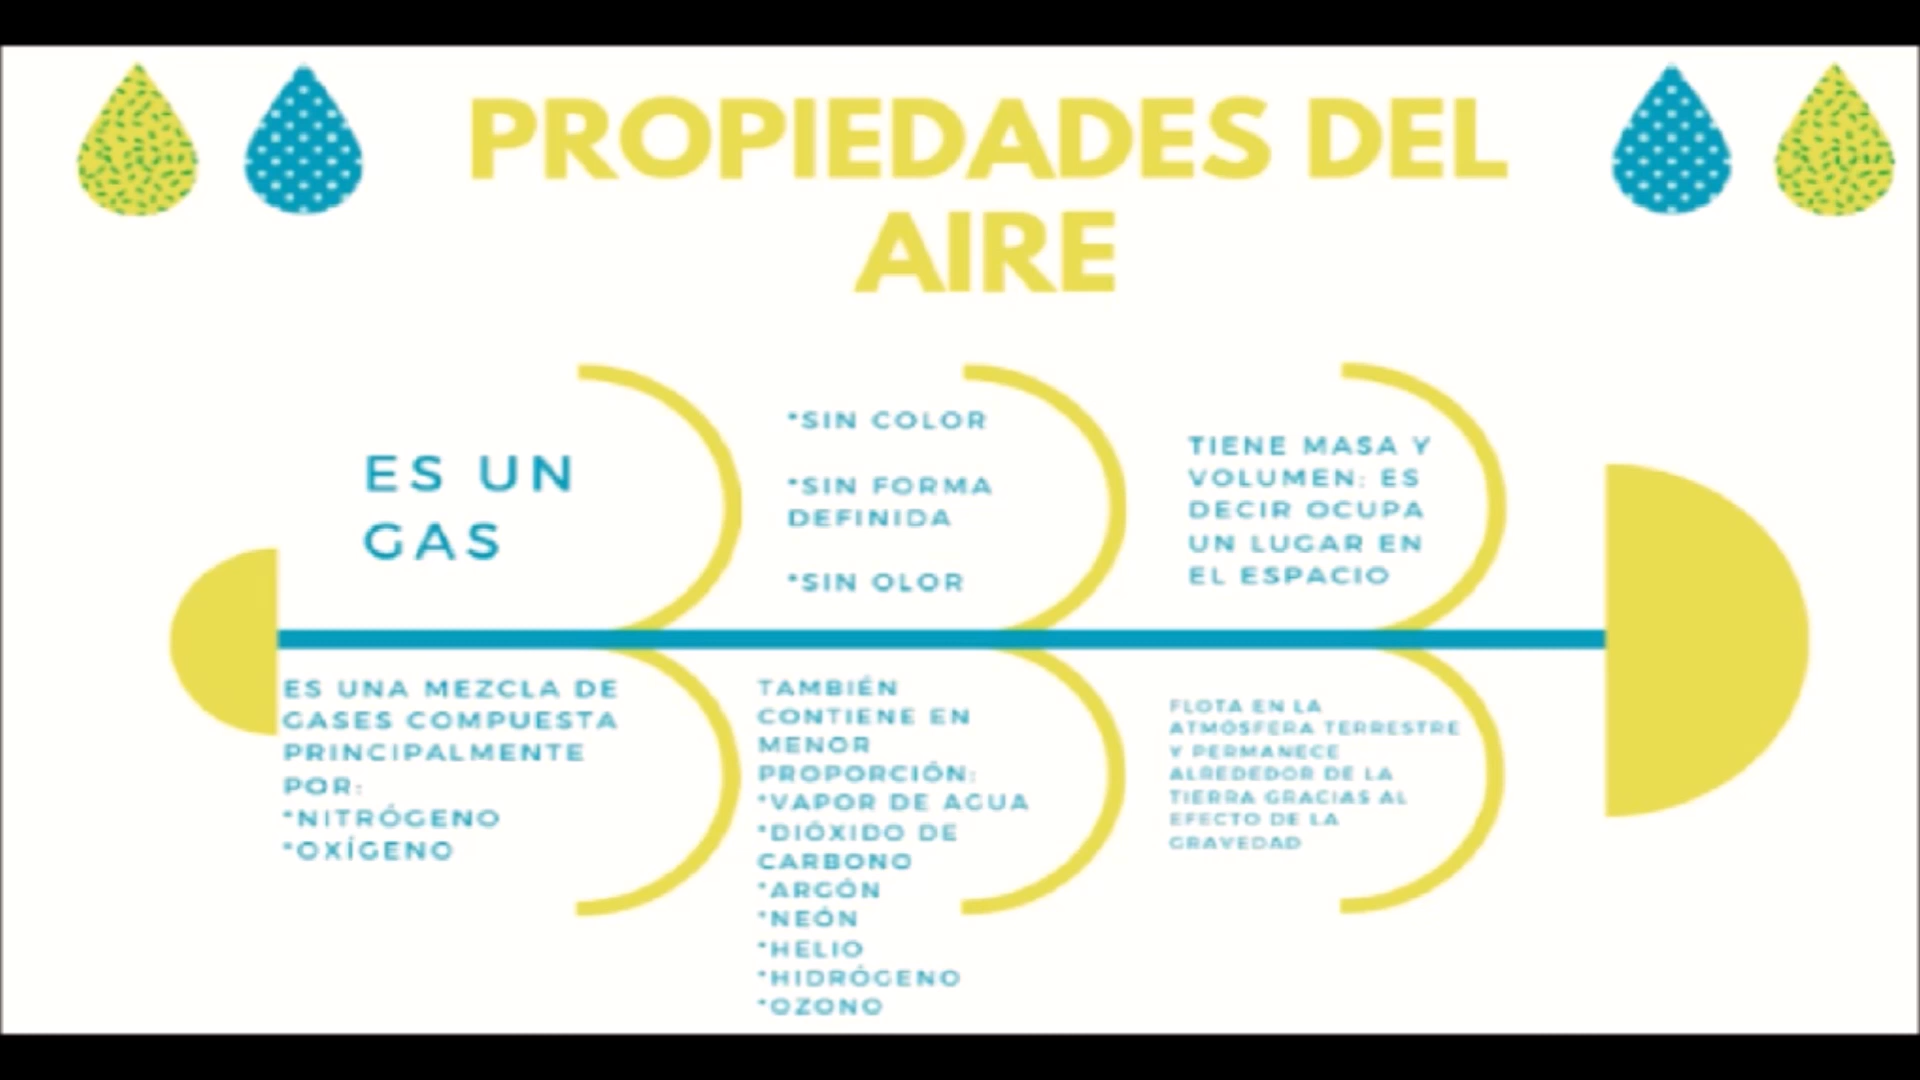 PROPIEDADES DEL
AIRE
ES UN
GAS
*SIN COLOR
*SIN FORMA
DEFINIDA
*SIN OLOR
TIENE MASA Y
VOLUMEN: ES
DECIR OCUPA
UN LUGAR EN
EL ESPACIO
ES UNA MEZCLA DE
GASES COMPUESTA
PRINCIPALMENTE
POR:
*NITRÓGENO
*OXÍGENO
TAMBIÉN
CONTIENE EN
MENOR
PROPORCIÓN:
*VAPOR DE AGUA
*DIÓXIDO DE
CARBONO
*ARGÓN
*NEÓN
*HELIO
*HIDRÓGENO
*OZONO
FLOTA EN LA
ATMÓSFERA TERRESTRE
Y PERMANECE
ALREDEDOR DE LA
TIERRA GRACIAS AL
EFECTO DE LA
GRAVEDAD